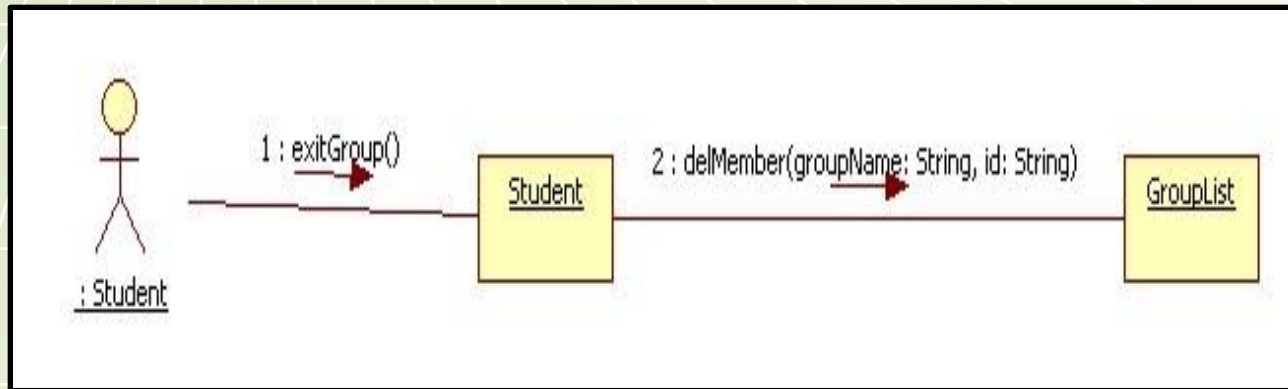 1 : exitGroup()
2 : delMember(groupName: String, id: String)
Student
GroupList
: Student